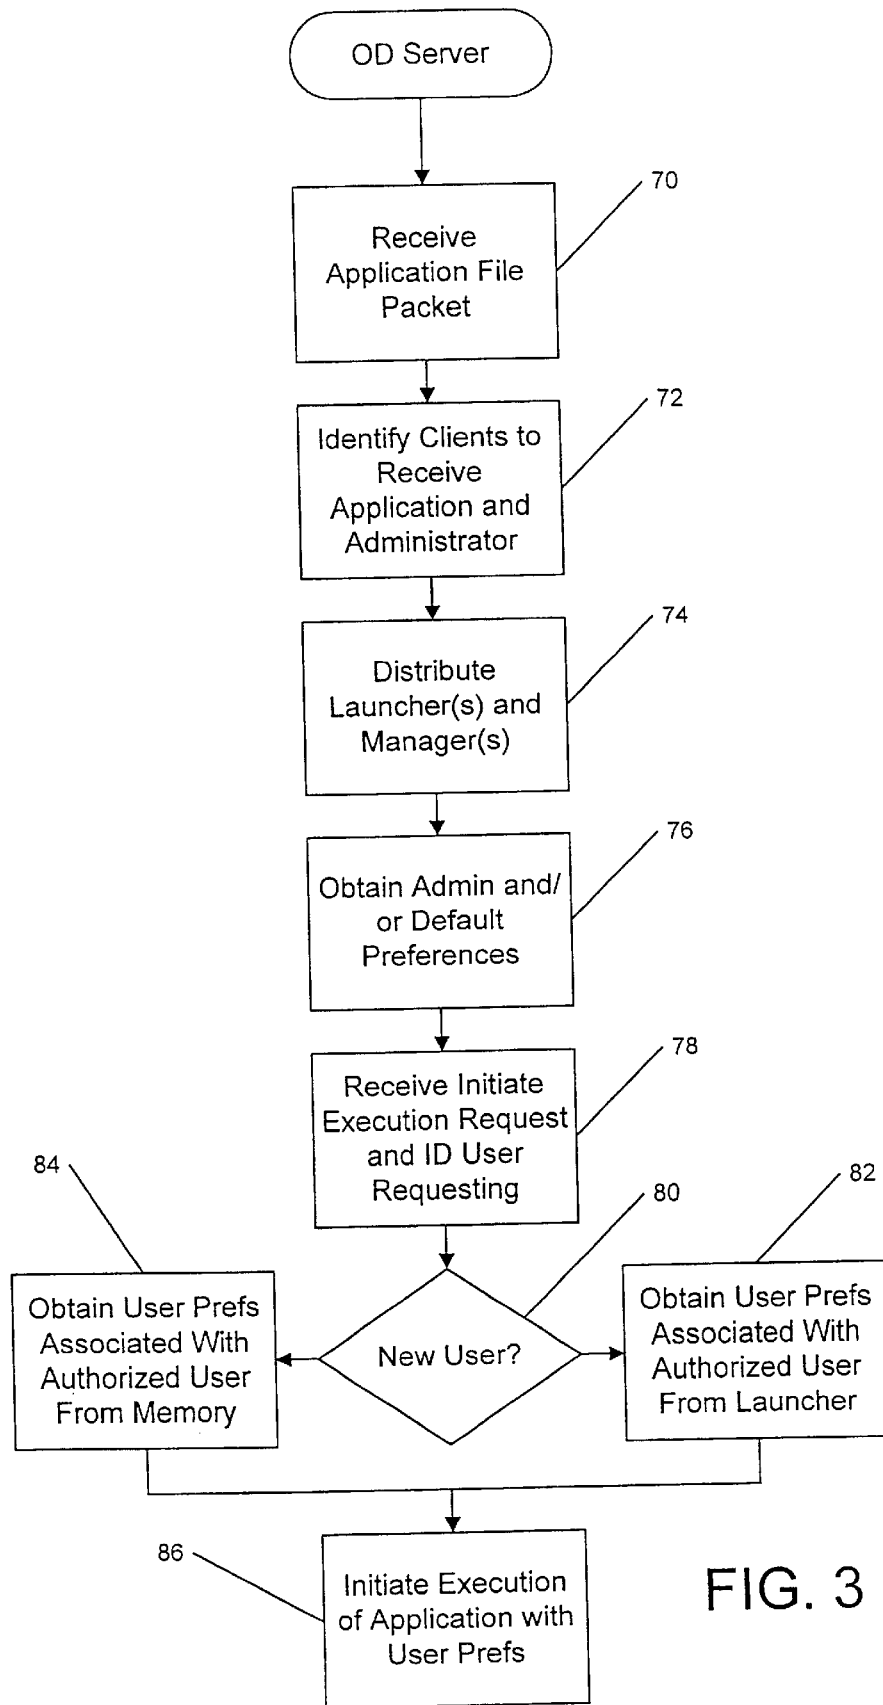 OD Server
70
Receive
Application File
Packet
72
Identify Clients to
Receive
Application and
Administrator
74
Distribute
Launcher(s) and
Manager(s)
76
Obtain Admin and/
or Default
Preferences
78
Receive Initiate
Execution Request
and ID User
Requesting
84
80
82
Obtain User Prefs
Associated With
Authorized User
From Memory
New User?
Obtain User Prefs
Associated With
Authorized User
From Launcher
86
Initiate Execution
of Application with
User Prefs
FIG. 3